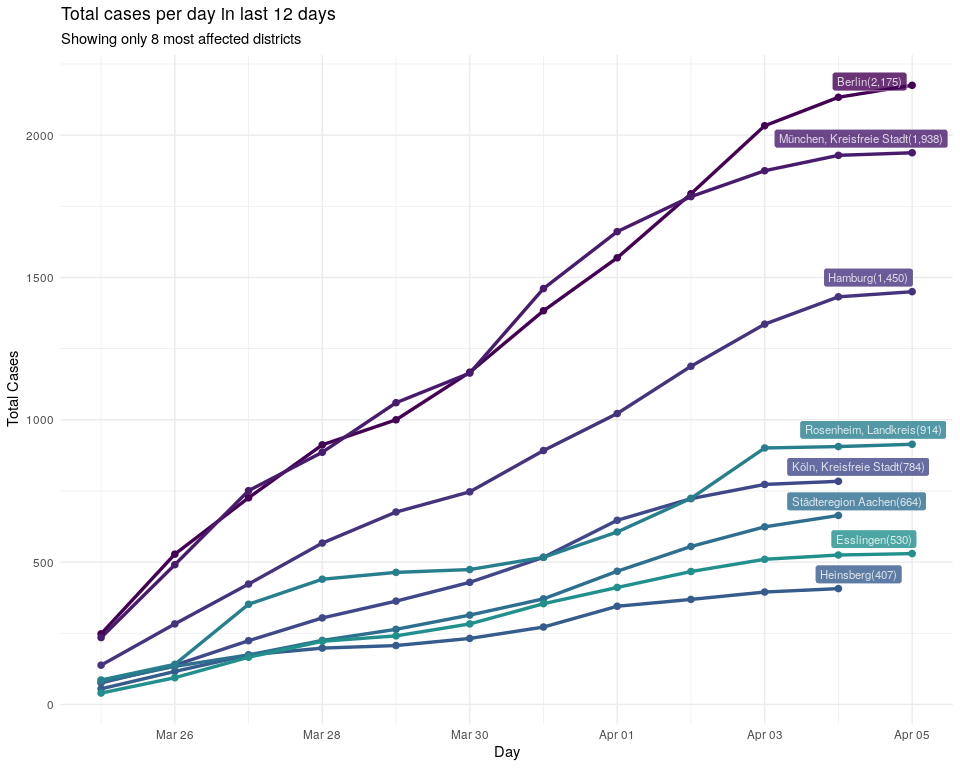 Total cases per day in last 12 days
Showing only 8 most affected districts
Berlin(2,175)
2000
München, Kreisfreie Stadt(1,938)
1500
Hamburg(1,450)
Total Cases
1000
Rosenheim, Landkreis(914)
Köln, Kreisfreie Stadt(784)
Städteregion Aachen(664)
Esslingen(530)
500
Heinsberg(407)
0
Mar 26 Mar 28 Mar 30 Apr 01 Apr 03 Apr 05
Day